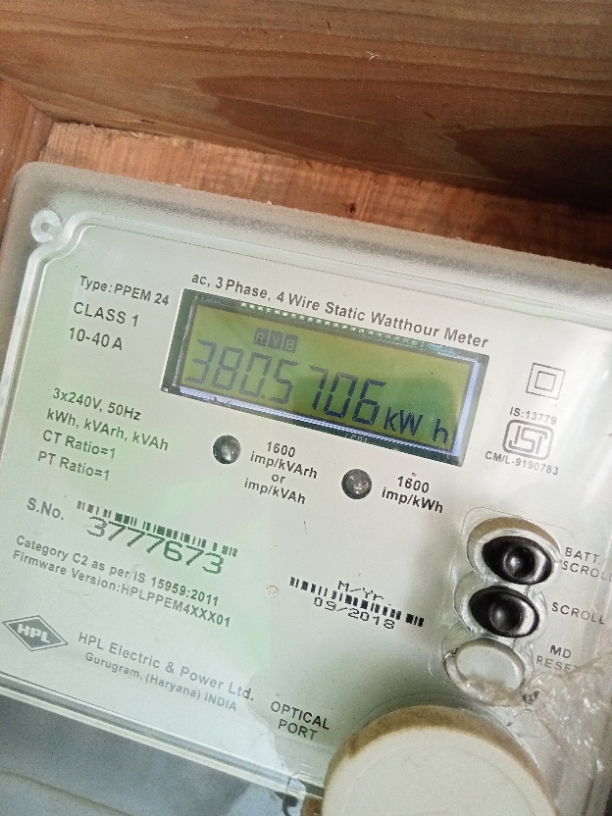 ac, 3 Phase, 4 Wire Static Watthour Meter
Type: PPEM 24
CLASS 1
10-40 A
RYB
380.5706 kWh
3x240V, 50Hz
kWh, kVArh, kVAh
CT Ratio=1
PT Ratio=1
1600
imp/kVArh
or
imp/kVAh
1600
imp/kWh
IS:13779
ISI
CM/L-9190783
S.No.
3777673
Category C2 as per IS 15959:2011
Firmware Version:HPLPPEM4XXX01
M/Yr
09/2018
BATT.
SCROLL
SCROLL
MD
RESET
HPL
HPL Electric & Power Ltd.
Gurugram, (Haryana) INDIA
OPTICAL
PORT